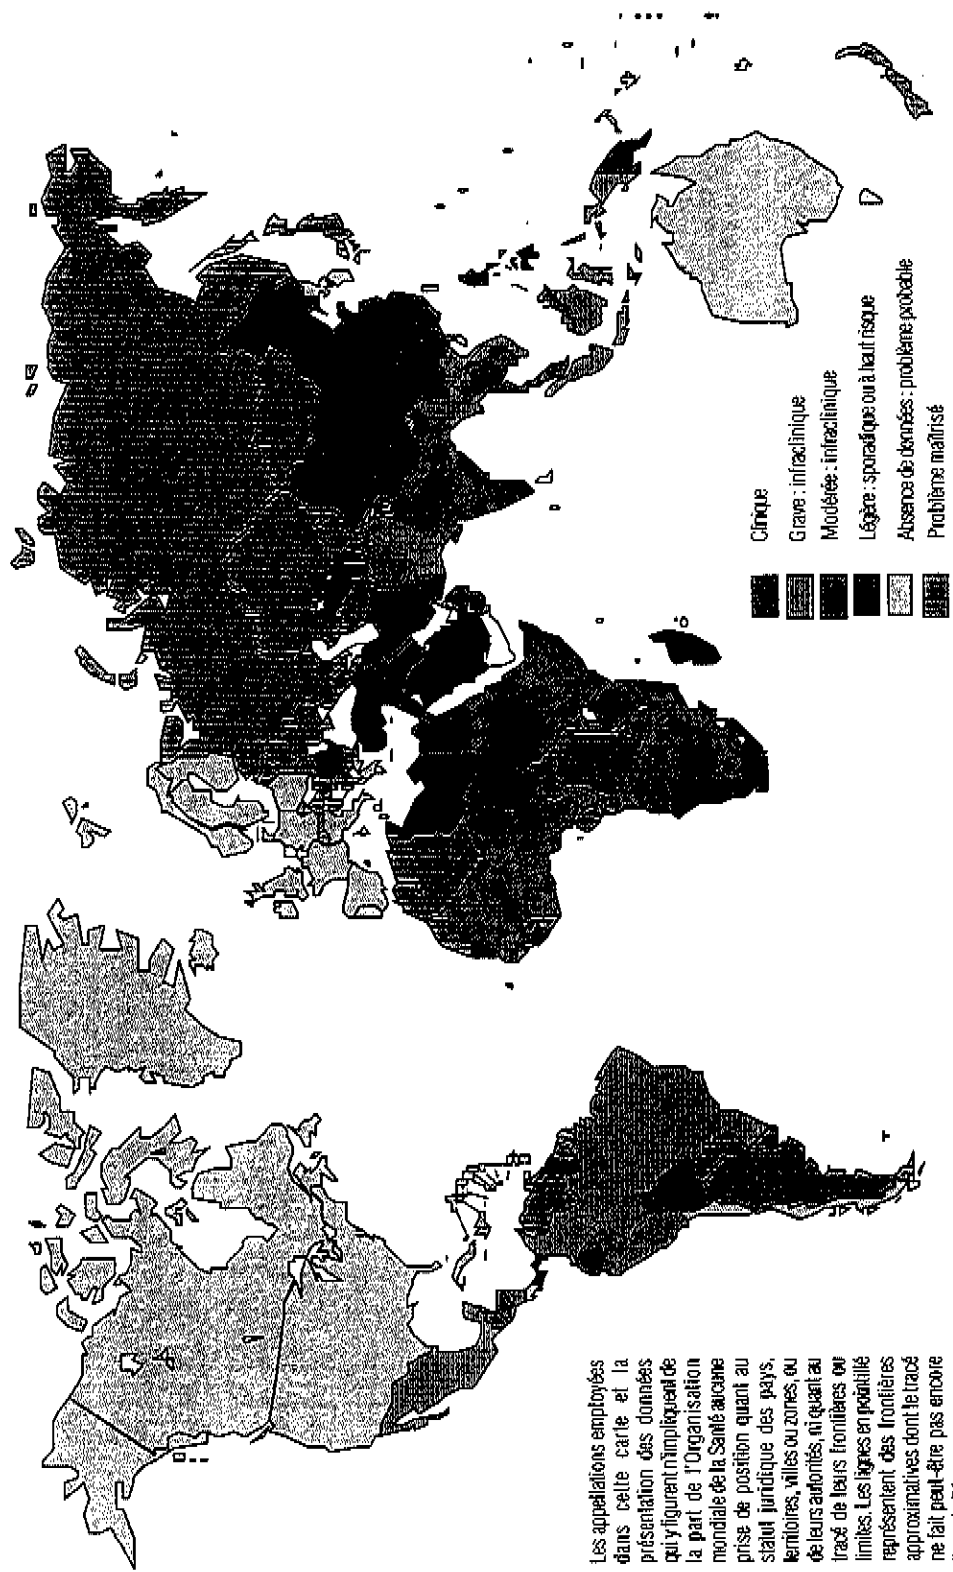 Clinique
Grave : infraclinique
Modérée : infraclinique
Légère : sporadique ou à haut risque
Absence de données : problème probable
Problème maîtrisé
Les appellations employées
dans cette carte et la
présentation des données
qui y figurent n'impliquent de
la part de l'Organisation
mondiale de la Santé aucune
prise de position quant au
statut juridique des pays,
territoires, villes ou zones, ou
de leurs autorités, ni quant au
tracé de leurs frontières ou
limites. Les lignes en pointillé
représentent des frontières
approximatives dont le tracé
ne fait peut-être pas encore